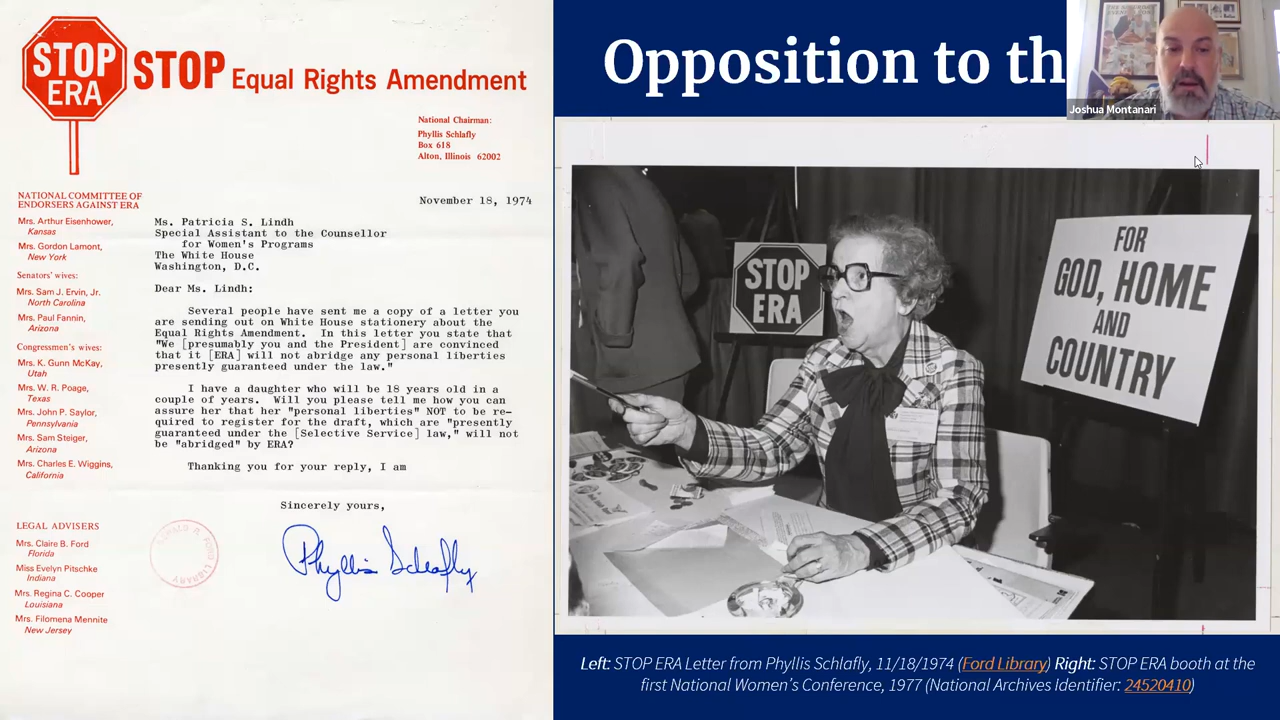 STOP
ERA
STOP Equal Rights Amendment
National Chairman:
Phyllis Schlafly
Box 618
Alton, Illinois 62002
NATIONAL COMMITTEE OF
ENDORSERS AGAINST ERA
Mrs. Arthur Eisenhower,
Kansas
Mrs. Gordon Lamont,
New York
Senators' wives:
Mrs. Sam J. Ervin, Jr.
North Carolina
Mrs. Paul Fannin,
Arizona
Congressmen's wives:
Mrs. K. Gunn McKay,
Utah
Mrs. W. R. Poage,
Texas
Mrs. John P. Saylor,
Pennsylvania
Mrs. Sam Steiger,
Arizona
Mrs. Charles E. Wiggins,
California
LEGAL ADVISERS
Mrs. Claire B. Ford
Florida
Miss Evelyn Pitschke
Indiana
Mrs. Regina C. Cooper
Louisiana
Mrs. Filomena Mennite
New Jersey
November 18, 1974
Ms. Patricia S. Lindh
Special Assistant to the Counsellor
for Women's Programs
The White House
Washington, D.C.
Dear Ms. Lindh:
Several people have sent me a copy of a letter you
are sending out on White House stationery about the
Equal Rights Amendment. In this letter you state that
"We [presumably you and the President] are convinced
that it [ERA] will not abridge any personal liberties
presently guaranteed under the law."
I have a daughter who will be 18 years old in a
couple of years. Will you please tell me how you can
assure her that her "personal liberties" NOT to be re-
quired to register for the draft, which are "presently
guaranteed under the [Selective Service] law," will not
be "abridged" by ERA?
Thanking you for your reply, I am
Sincerely yours,
Phyllis Schlafly
Opposition to th
Joshua Montanari
STOP
ERA
FOR
GOD, HOME
AND
COUNTRY
Left: STOP ERA Letter from Phyllis Schlafly, 11/18/1974 (Ford Library) Right: STOP ERA booth at the
first National Women's Conference, 1977 (National Archives Identifier: 24520410)